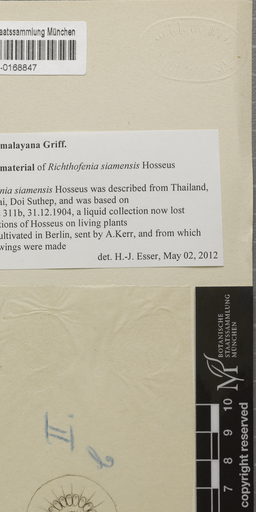 aatssammlung München
-0168847
malayana Griff.
material of Richthofenia siamensis Hosseus
nia siamensis Hosseus was described from Thailand,
ai, Doi Suthep, and was based on
311b, 31.12.1904, a liquid collection now lost
tions of Hosseus on living plants
ultivated in Berlin, sent by A.Kerr, and from which
wings were made
det. H.-J. Esser, May 02, 2012
BOTANISCHE
STAATSSAMMLUNG
MÜNCHEN
7 8 9 10
copyright reserved
II.